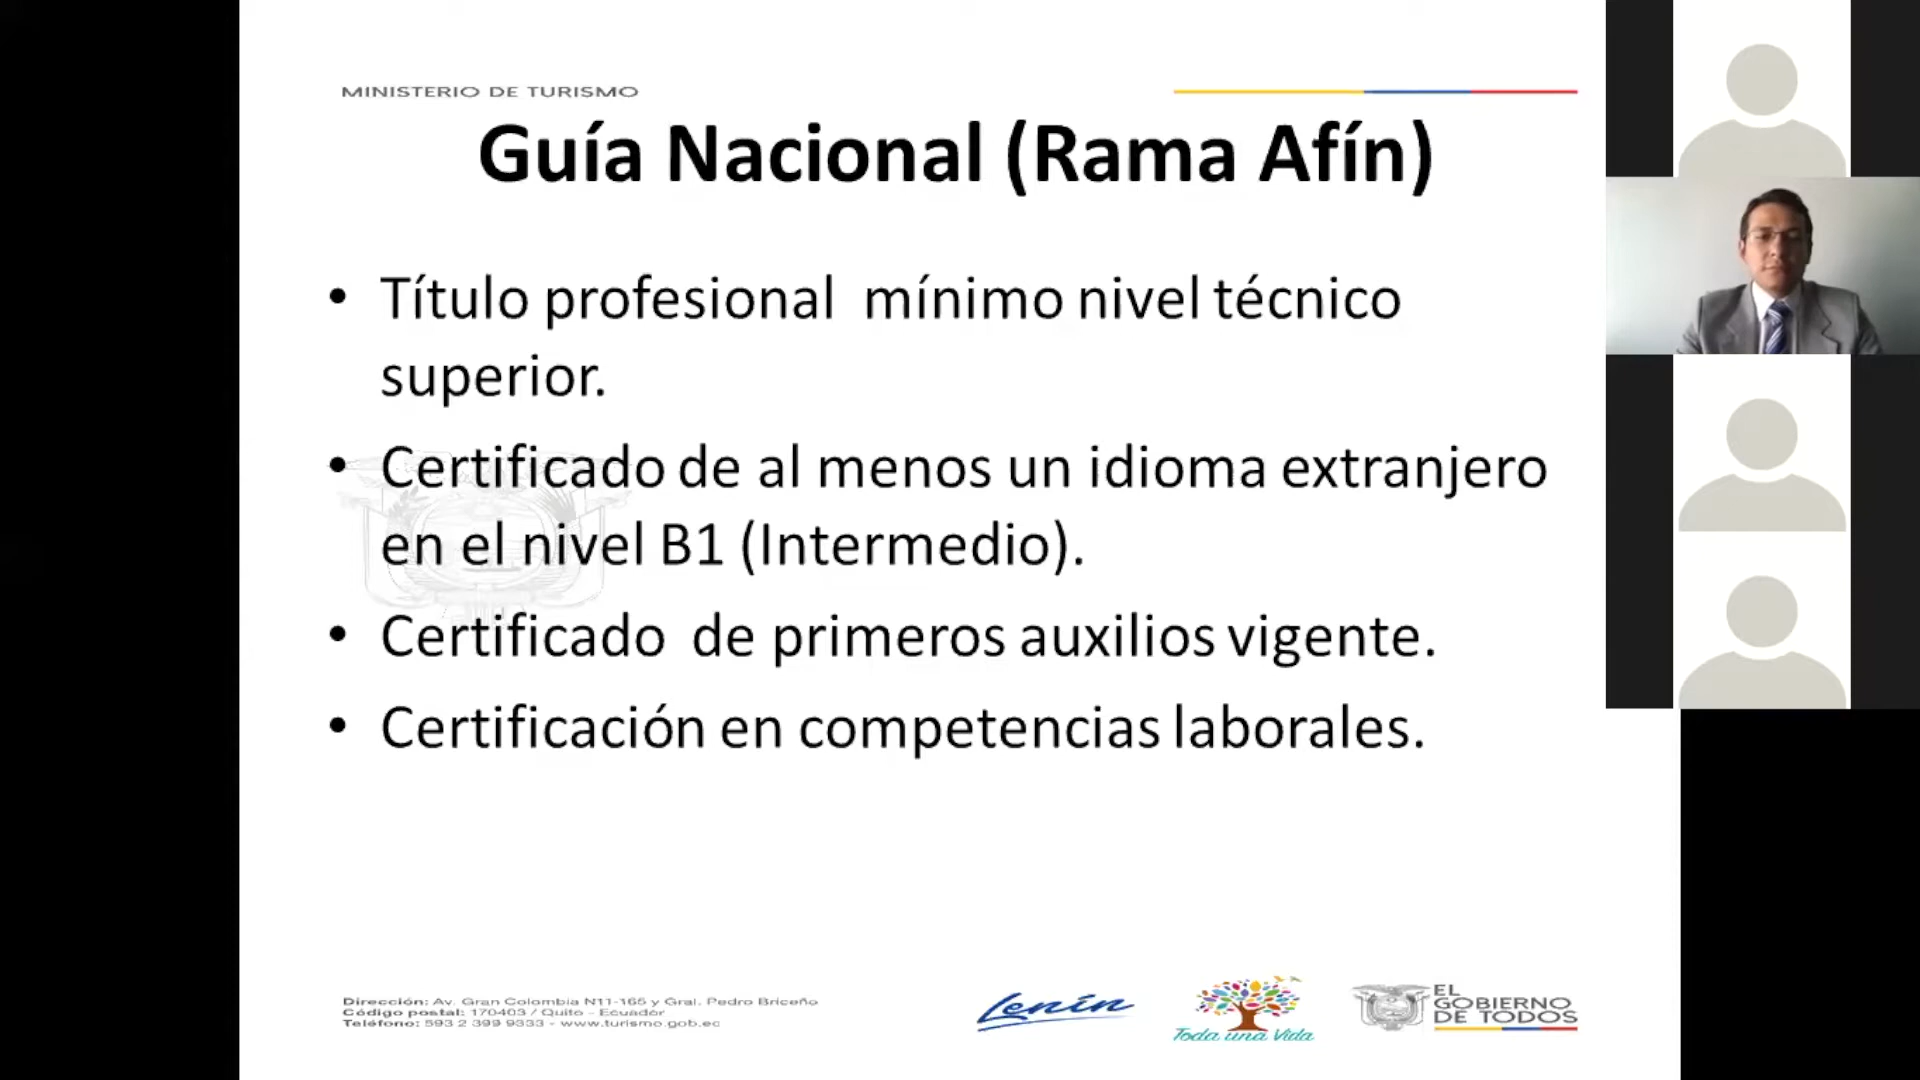 MINISTERIO DE TURISMO
Guía Nacional (Rama Afín)
• Título profesional mínimo nivel técnico
superior.
• Certificado de al menos un idioma extranjero
en el nivel B1 (Intermedio).
• Certificado de primeros auxilios vigente.
• Certificación en competencias laborales.
Dirección: Av. Gran Colombia N11-165 y Gral. Pedro Briceño
Código postal: 170403 / Quito - Ecuador
Teléfono: 593 2 399 9333 - www.turismo.gob.ec
Lenín
Toda una Vida
EL
GOBIERNO
DE TODOS